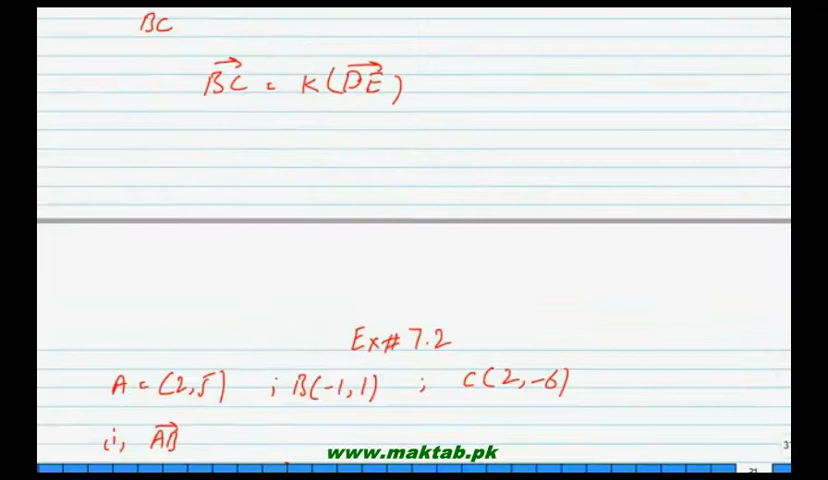 BC
BC = K(DE)
Ex# 7.2
A = (2,5) ; B(-1,1) ; C(2,-6)
(i, AB
www.maktab.pk